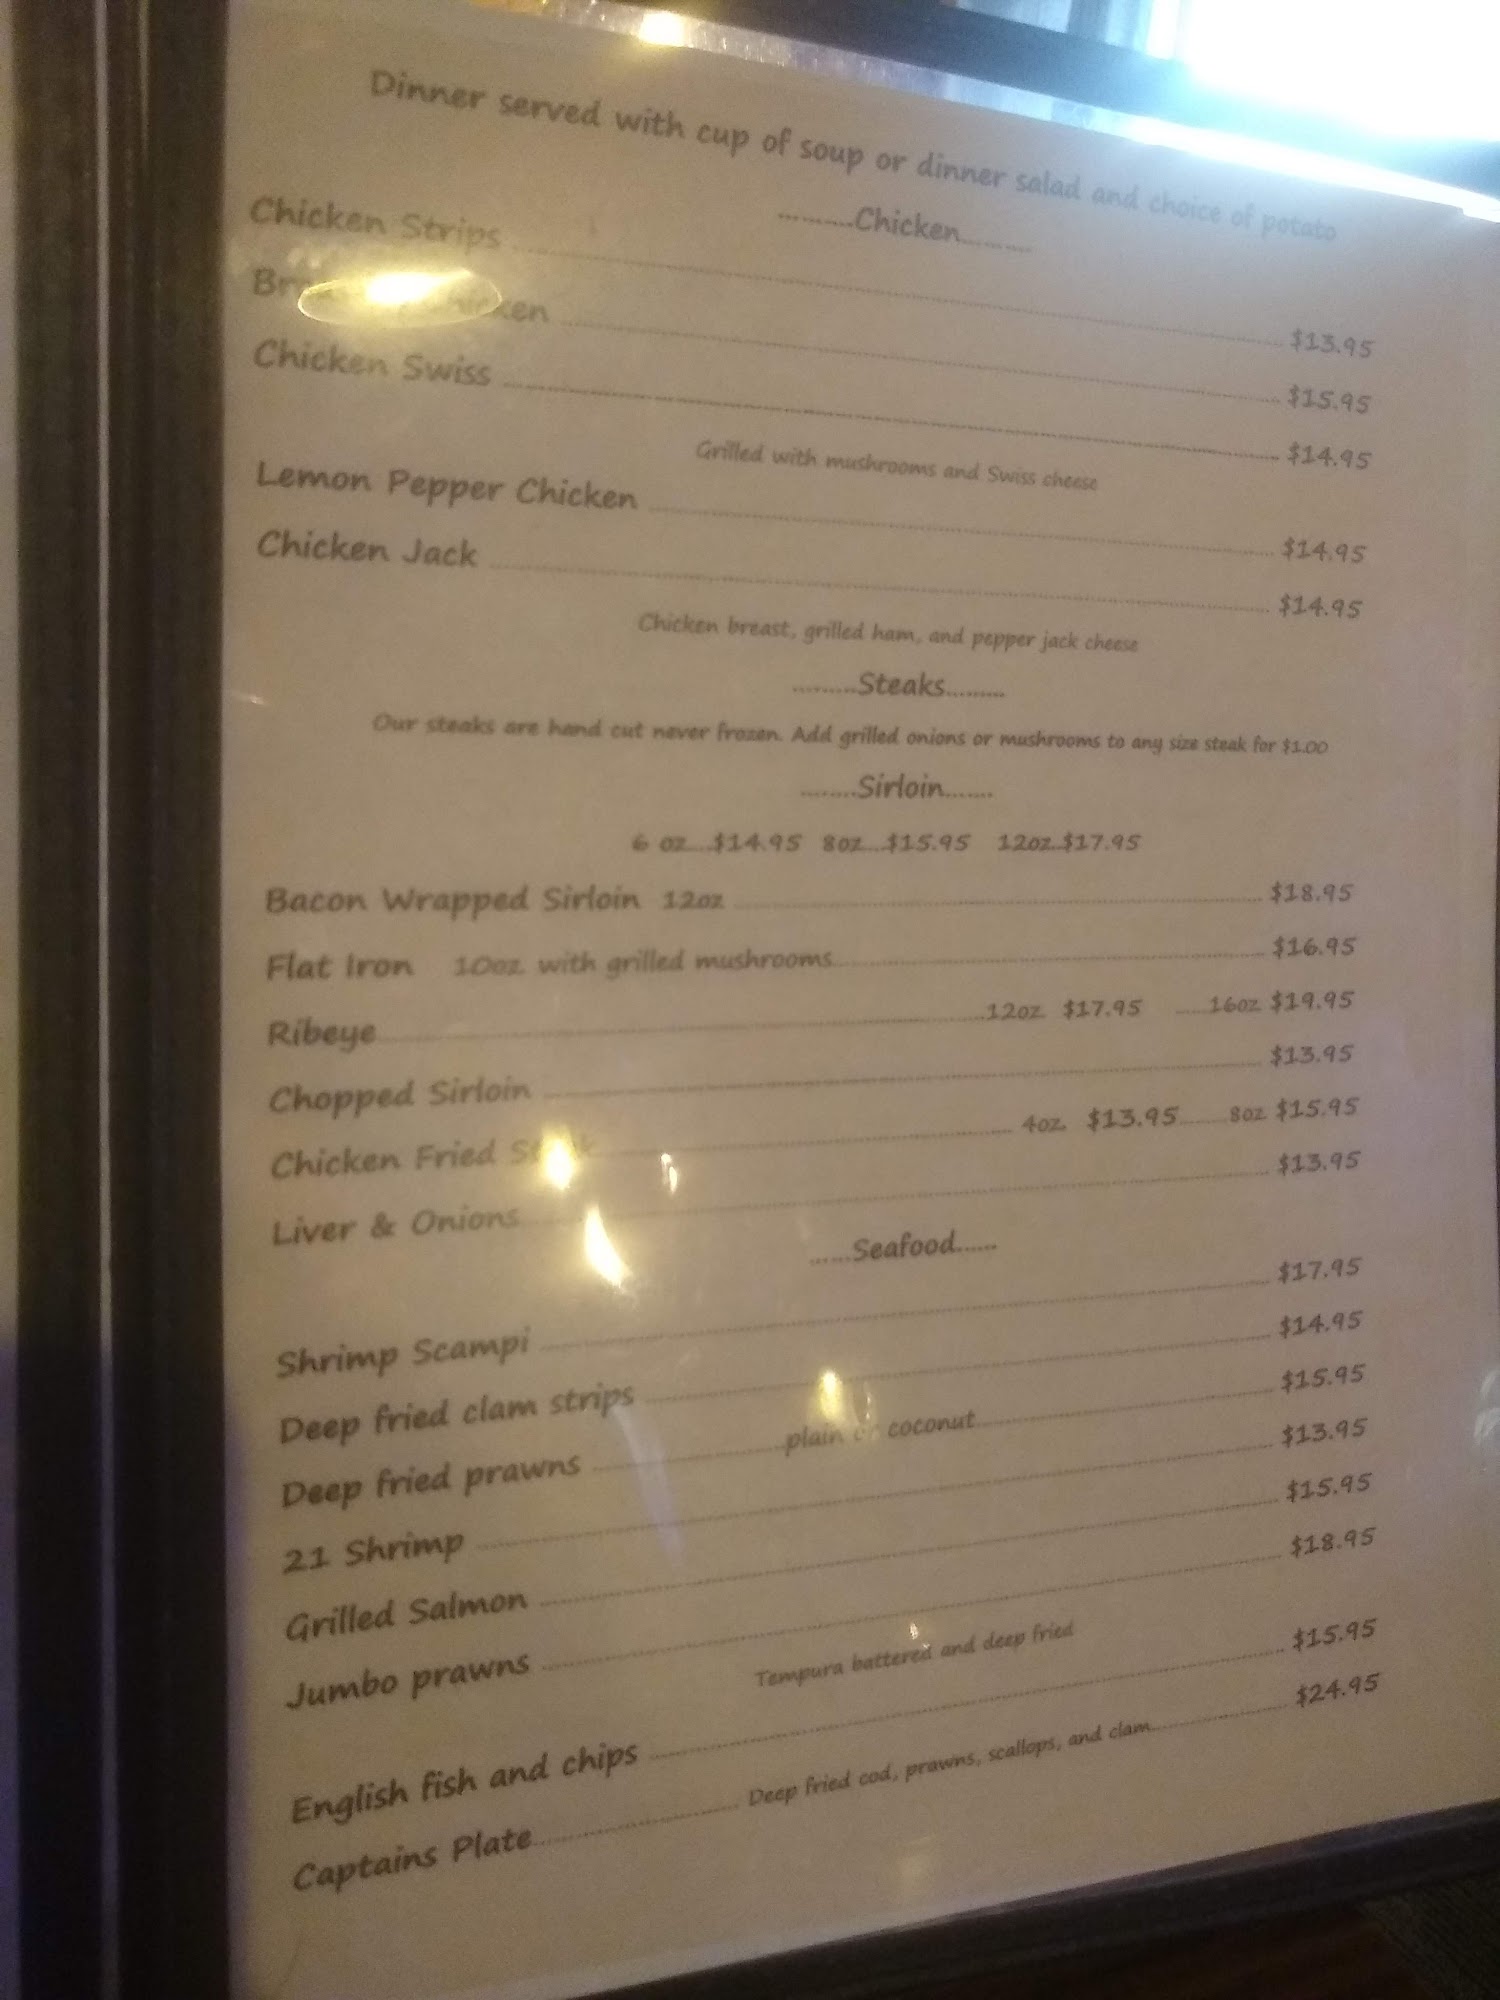 Dinner served with cup of soup or dinner salad and choice of potato
..........Chicken.........
Chicken Strips ........ $13.95
Chicken ........ $15.95
Chicken Swiss ........ $14.95
Grilled with mushrooms and Swiss cheese
Lemon Pepper Chicken ........ $14.95
Chicken Jack ........ $14.95
Chicken breast, grilled ham, and pepper jack cheese
.........Steaks.........
Our steaks are hand cut never frozen. Add grilled onions or mushrooms to any size steak for $1.00
........Sirloin.......
6 oz....$14.95 8oz....$15.95 12oz..$17.95
Bacon Wrapped Sirloin 12oz ........ $18.95
Flat Iron 10oz with grilled mushrooms........ $16.95
Ribeye........12oz $17.95 ......16oz $19.95
Chopped Sirloin ........ $13.95
Chicken Fried Steak ........ 4oz $13.95........8oz $15.95
Liver & Onions........ $13.95
......Seafood......
Shrimp Scampi ........ $17.95
Deep fried clam strips ........ $14.95
Deep fried prawns ........plain or coconut........ $15.95
21 Shrimp ........ $13.95
Grilled Salmon ........ $15.95
Jumbo prawns ........ $18.95
Tempura battered and deep fried
English fish and chips ........ $15.95
Captains Plate........ Deep fried cod, prawns, scallops, and clam........ $24.95